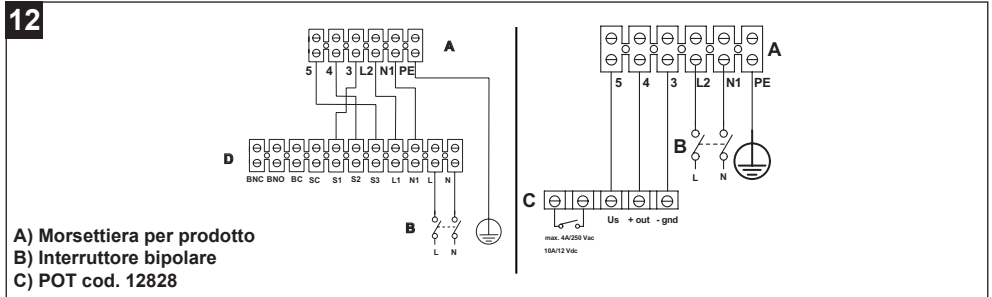 12
A
5 4 3 L2 N1 PE
D
BNC BNO BC SC S1 S2 S3 L1 N1 L N
B
L N
A
5 4 3 L2 N1 PE
B
L N
C
Us + out - gnd
max. 4A/250 Vac
10A/12 Vdc
A) Morsettiera per prodotto
B) Interruttore bipolare
C) POT cod. 12828